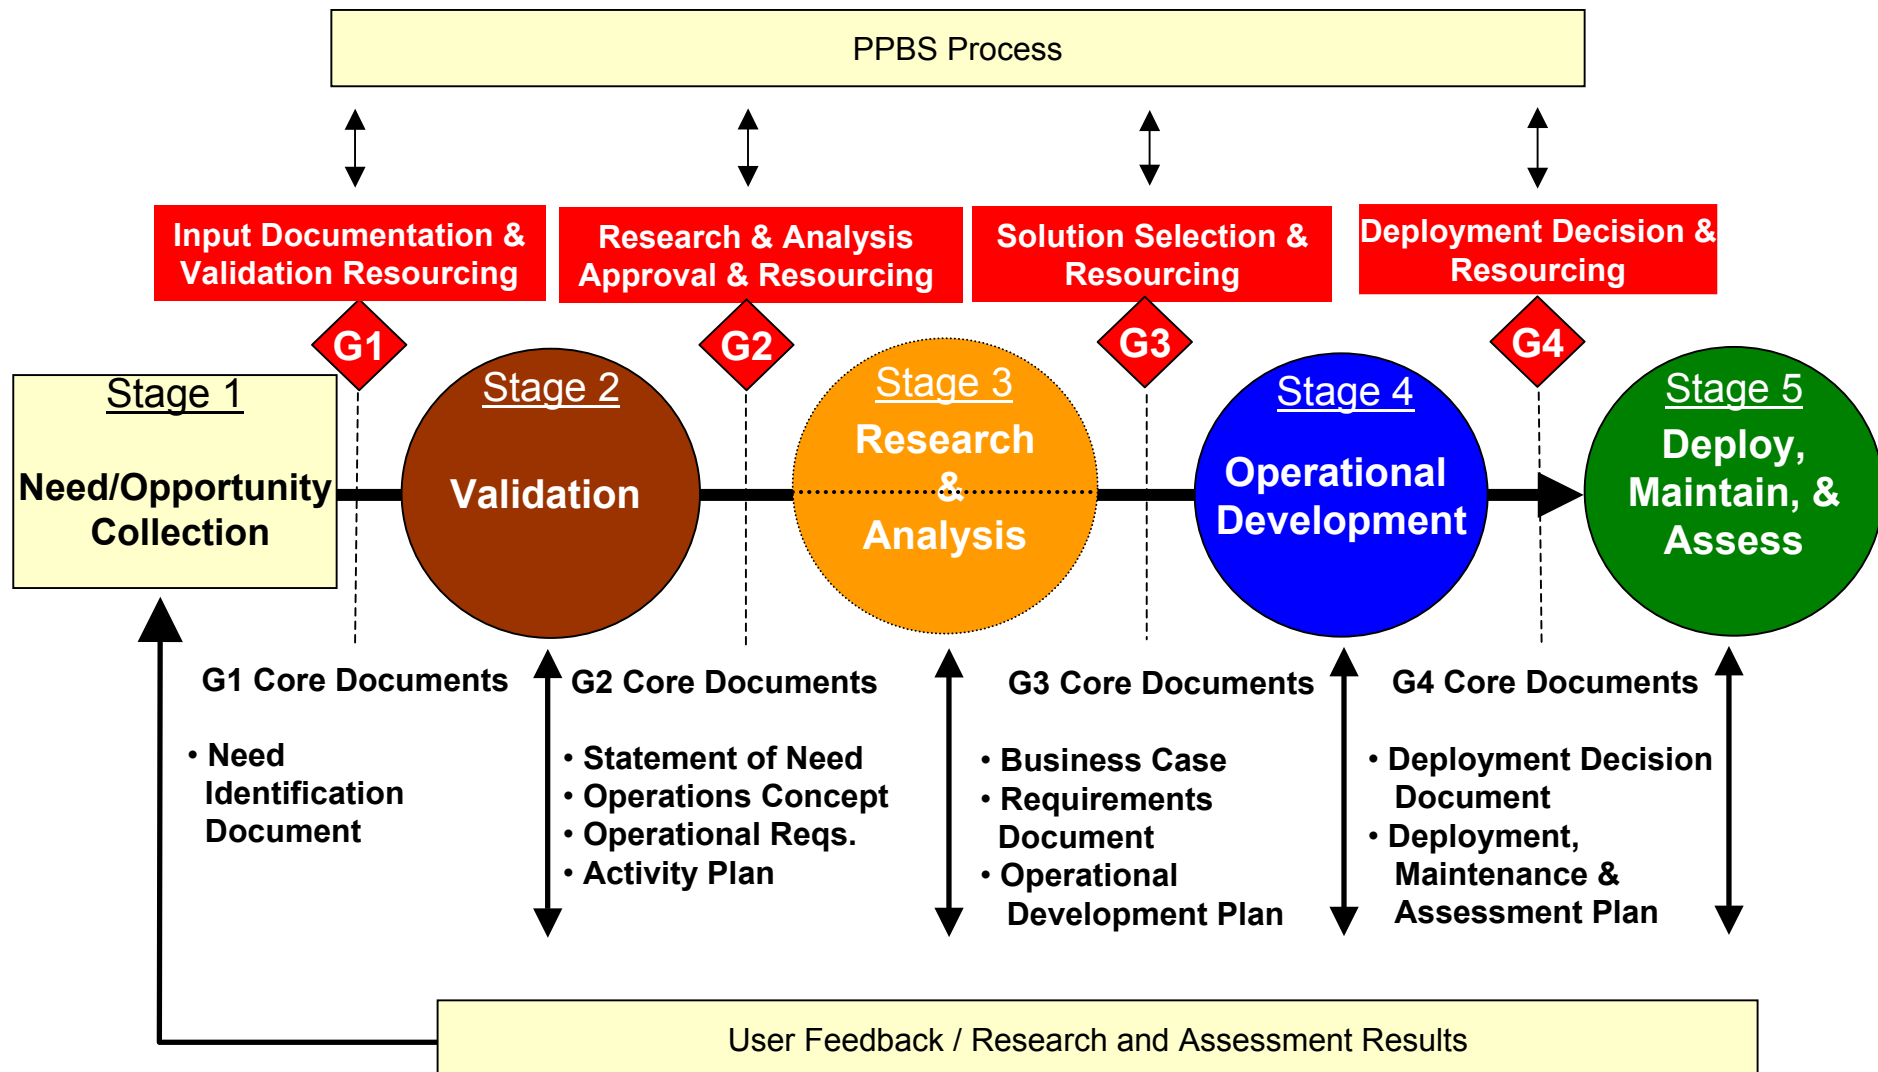 PPBS Process
Input Documentation &
Validation Resourcing
Research & Analysis
Approval & Resourcing
Solution Selection &
Resourcing
Deployment Decision &
Resourcing
G1
G2
G3
G4
Stage 1
Need/Opportunity
Collection
Stage 2
Validation
Stage 3
Research
&
Analysis
Stage 4
Operational
Development
Stage 5
Deploy,
Maintain, &
Assess
G1 Core Documents
• Need
Identification
Document
G2 Core Documents
• Statement of Need
• Operations Concept
• Operational Reqs.
• Activity Plan
G3 Core Documents
• Business Case
• Requirements
Document
• Operational
Development Plan
G4 Core Documents
• Deployment Decision
Document
• Deployment,
Maintenance &
Assessment Plan
User Feedback / Research and Assessment Results